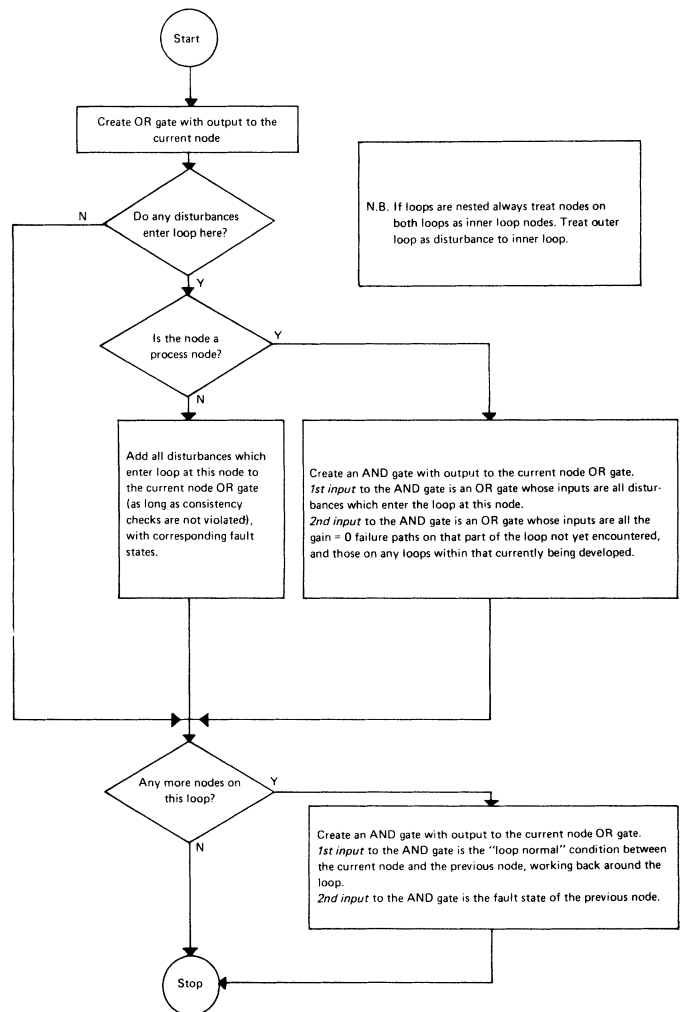 Start
Create OR gate with output to the
current node
N.B. If loops are nested always treat nodes on
both loops as inner loop nodes. Treat outer
loop as disturbance to inner loop.
N
Do any disturbances
enter loop here?
Y
Is the node a
process node?
Y
N
Add all disturbances which
enter loop at this node to
the current node OR gate
(as long as consistency
checks are not violated),
with corresponding fault
states.
Create an AND gate with output to the current node OR gate.
1st input to the AND gate is an OR gate whose inputs are all distur-
bances which enter the loop at this node.
2nd input to the AND gate is an OR gate whose inputs are all the
gain = 0 failure paths on that part of the loop not yet encountered,
and those on any loops within that currently being developed.
Any more nodes on
this loop?
Y
N
Create an AND gate with output to the current node OR gate.
1st input to the AND gate is the "loop normal" condition between
the current node and the previous node, working back around the
loop.
2nd input to the AND gate is the fault state of the previous node.
Stop